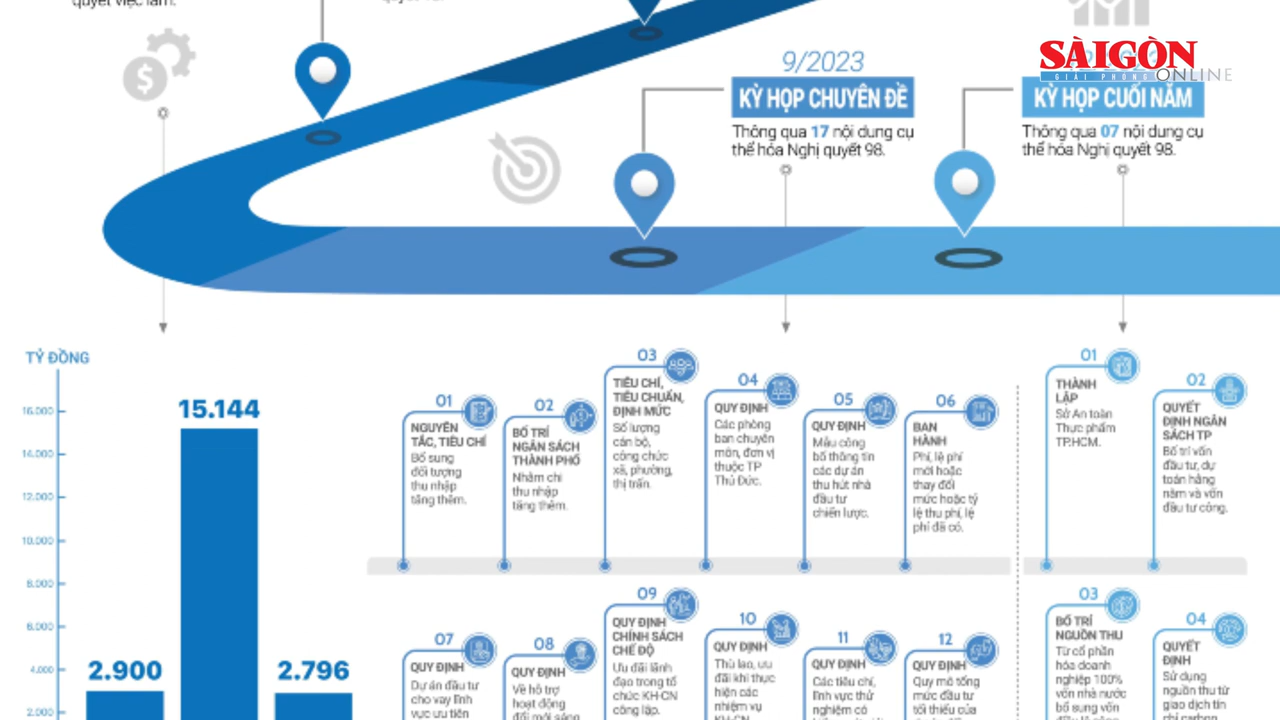 quyết việc làm.
SÀIGÒN
GIẢI PHÓNG ONLINE
9/2023
KỲ HỌP CHUYÊN ĐỀ
Thông qua 17 nội dung cụ
thể hóa Nghị quyết 98.
KỲ HỌP CUỐI NĂM
Thông qua 07 nội dung cụ
thể hóa Nghị quyết 98.
TỶ ĐỒNG
16.000
14.000
12.000
10.000
8.000
6.000
4.000
2.000
15.144
2.900
2.796
01
NGUYÊN
TẮC, TIÊU CHÍ
Bổ sung
đối tượng
thu nhập
tăng thêm.
02
BỐ TRÍ
NGÂN SÁCH
THÀNH PHỐ
Nhằm chi
thu nhập
tăng thêm.
03
TIÊU CHÍ,
TIÊU CHUẨN,
ĐỊNH MỨC
Số lượng
cán bộ,
công chức
xã, phường,
thị trấn.
04
QUY ĐỊNH
Các phòng
ban chuyên
môn, đơn vị
thuộc TP
Thủ Đức.
05
QUY ĐỊNH
Mẫu công
bố thông tin
các dự án
thu hút nhà
đầu tư
chiến lược.
06
BAN
HÀNH
Phí, lệ phí
mới hoặc
thay đổi
mức hoặc tỷ
lệ thu phí, lệ
phí đã có.
01
THÀNH
LẬP
Sở An toàn
Thực phẩm
TP.HCM.
02
QUYẾT
ĐỊNH NGÂN
SÁCH TP
Bố trí vốn
đầu tư, dự
toán hằng
năm và vốn
đầu tư công.
07
QUY ĐỊNH
Dự án đầu tư
cho vay lĩnh
vực ưu tiên
08
QUY ĐỊNH
Về hỗ trợ
hoạt động
đổi mới sáng
09
QUY ĐỊNH
CHÍNH SÁCH
CHẾ ĐỘ
Ưu đãi lãnh
đạo trong tổ
chức KH-CN
công lập.
10
QUY ĐỊNH
Thù lao, ưu
đãi khi thực
hiện các
nhiệm vụ
KH-CN
11
QUY ĐỊNH
Các tiêu chí,
lĩnh vực thử
nghiệm có
12
QUY ĐỊNH
Quy mô tổng
mức đầu tư
tối thiểu của
03
BỐ TRÍ
NGUỒN THU
Từ cổ phần
hóa doanh
nghiệp 100%
vốn nhà nước
bổ sung vốn
04
QUYẾT
ĐỊNH
Sử dụng
nguồn thu từ
giao dịch tín
chỉ carbon